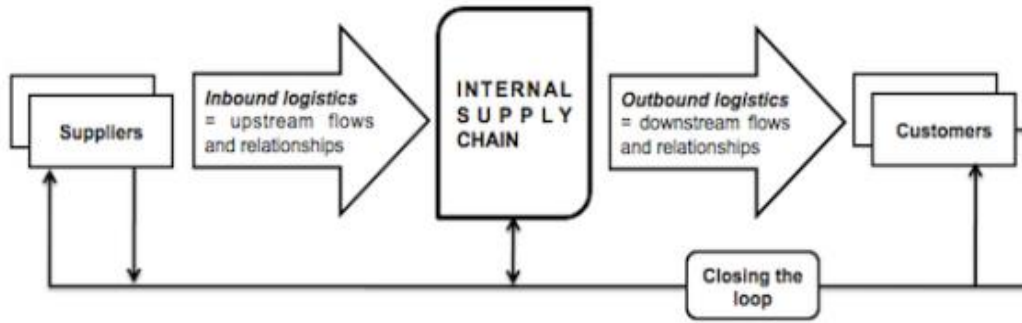 Suppliers
Inbound logistics
= upstream flows
and relationships
INTERNAL
SUPPLY
CHAIN
Outbound logistics
= downstream flows
and relationships
Customers
Closing the
loop